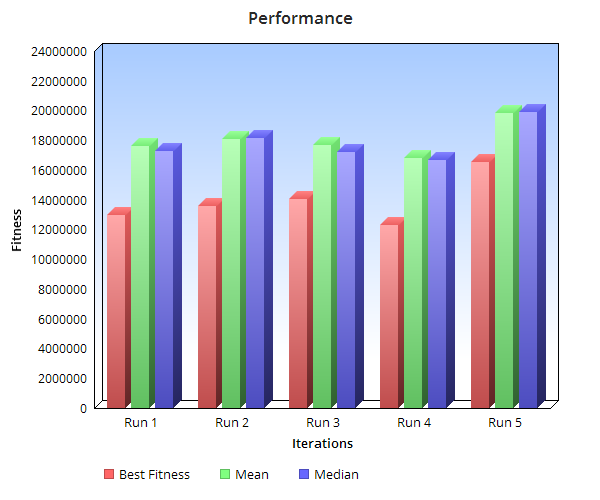 Performance
24000000
22000000
20000000
18000000
16000000
14000000
12000000
10000000
8000000
6000000
4000000
2000000
0
Fitness
Run 1 Run 2 Run 3 Run 4 Run 5
Iterations
Best Fitness Mean Median